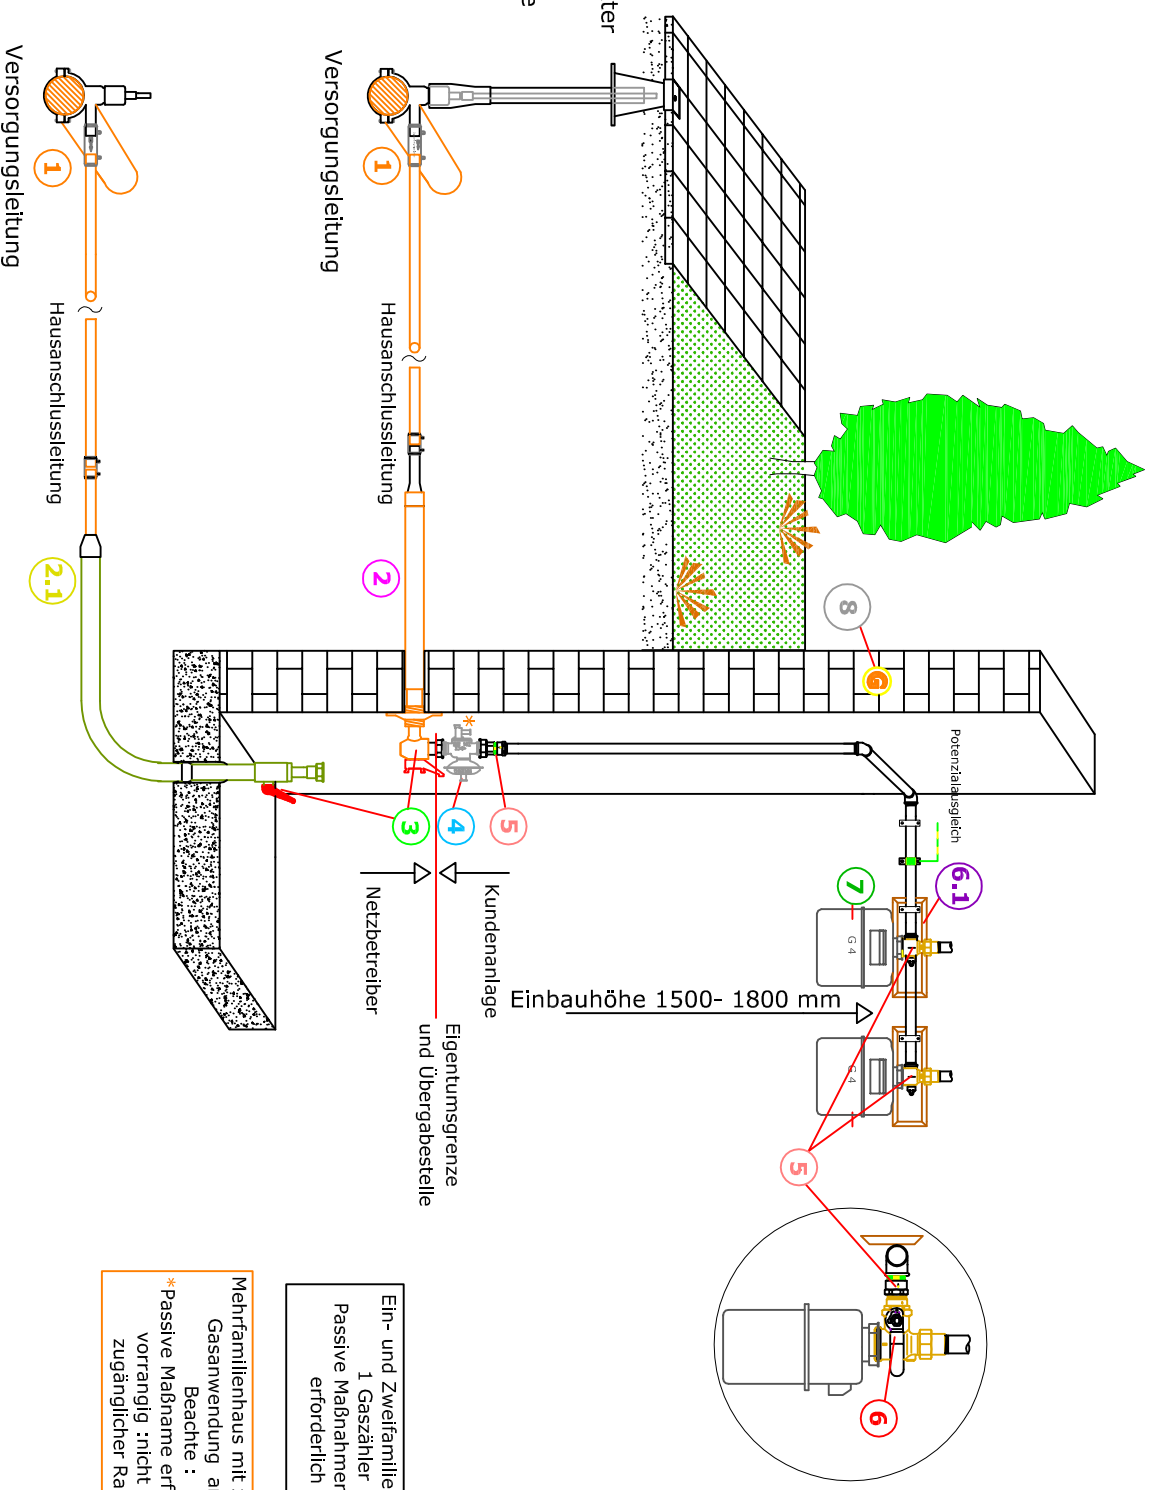 ter
e
Versorgungsleitung
Versorgungsleitung
1
1
Hausanschlussleitung
Hausanschlussleitung
2.1
2
8
G
*
3
4
5
Potenzialausgleich
6.1
7
G 4
G 4
Kundenanlage
Netzbetreiber
Einbauhöhe 1500- 1800 mm
Eigentumsgrenze
und Übergabestelle
5
6
Ein- und Zweifamilie
1 Gaszähler
Passive Maßnahmen
erforderlich
Mehrfamilienhaus mit
Gasanwendung a
Beachte :
*Passive Maßname erf
vorrangig :nicht
zugänglicher Ra